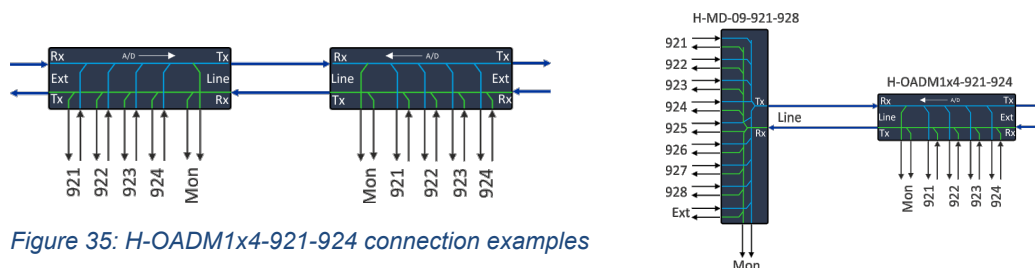 Rx A/D Tx
Ext Line
Tx Rx
921 922 923 924 Mon
Rx A/D Tx
Line Ext
Tx Rx
Mon 921 922 923 924
Figure 35: H-OADM1x4-921-924 connection examples
H-MD-09-921-928
921
922
923
924
925
926
927
928
Ext
Mon
Tx
Rx
Line
H-OADM1x4-921-924
Rx A/D Tx
Line Ext
Tx Rx
Mon 921 922 923 924